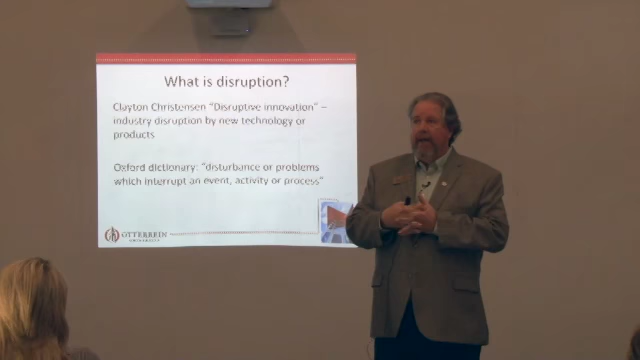 What is disruption?
Clayton Christensen "Disruptive innovation" –
industry disruption by new technology or
products
Oxford dictionary: "disturbance or problems
which interrupt an event, activity or process"
OTTERBEIN